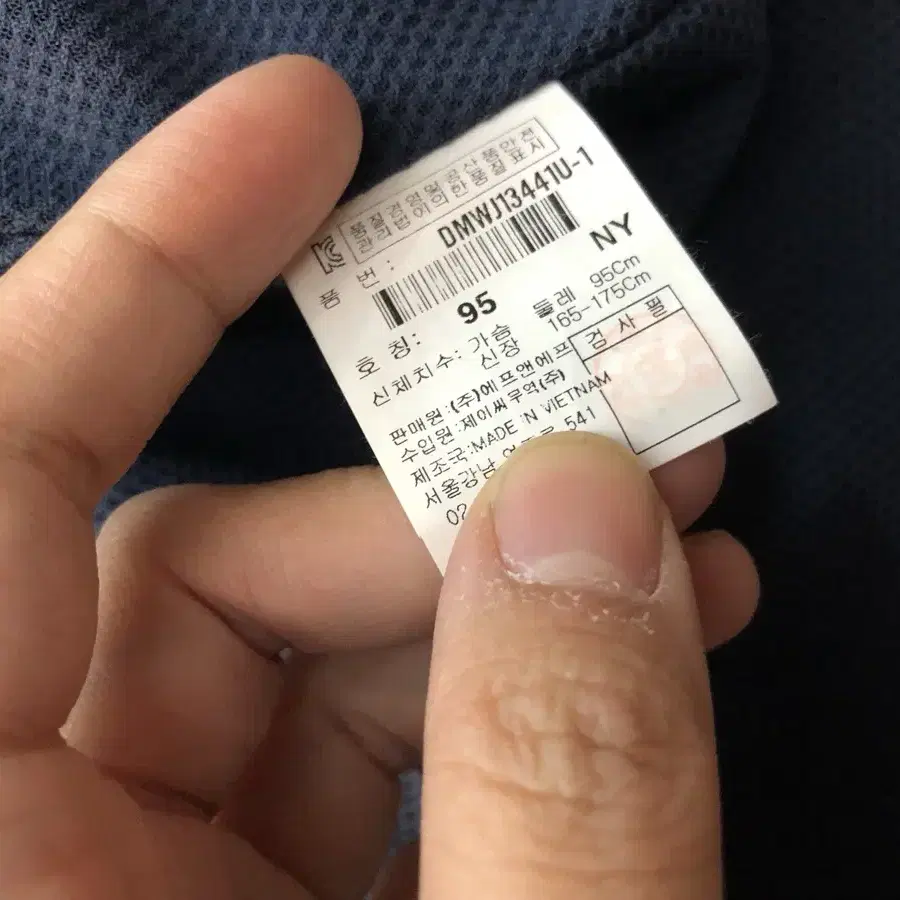 품질경영및공산품안전
관리법에의한품질표시
품 번 : DMWJ13441U-1
NY
호 칭: 95
신체치수: 가슴 둘레 95Cm
신장 165-175Cm
검 사 필
판매원:(주)에프앤에프
수입원:제이씨무역(주)
제조국:MADE IN VIETNAM
서울강남 541
02